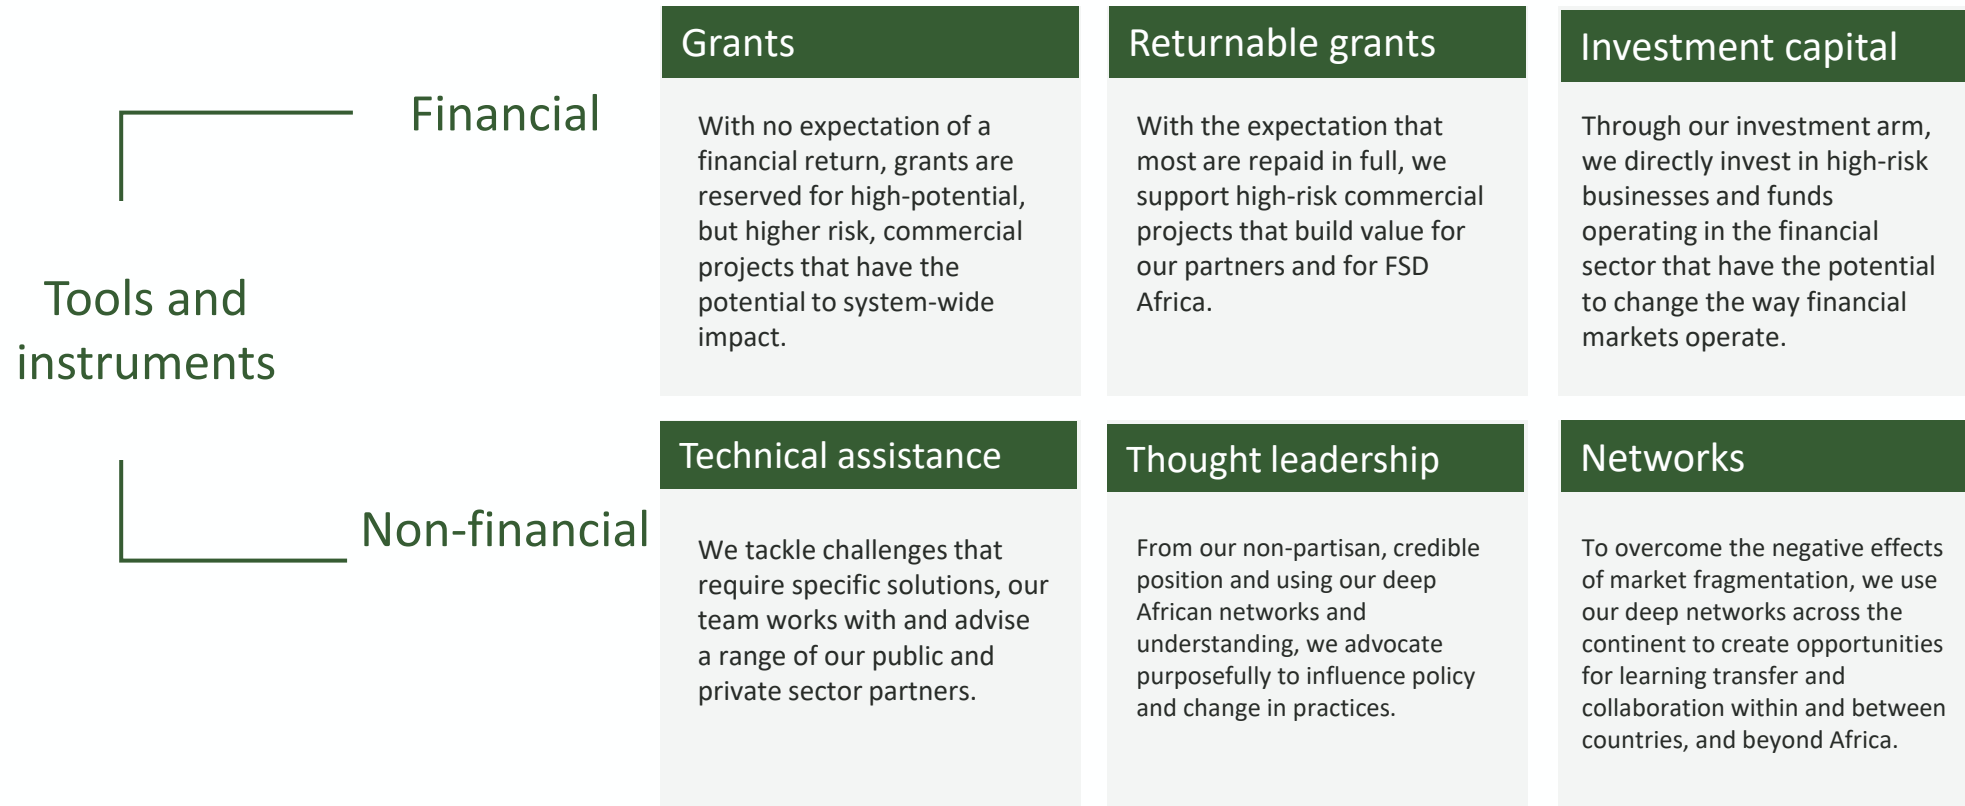 Tools and
instruments
Financial
Grants
With no expectation of a
financial return, grants are
reserved for high-potential,
but higher risk, commercial
projects that have the
potential to system-wide
impact.
Returnable grants
With the expectation that
most are repaid in full, we
support high-risk commercial
projects that build value for
our partners and for FSD
Africa.
Investment capital
Through our investment arm,
we directly invest in high-risk
businesses and funds
operating in the financial
sector that have the potential
to change the way financial
markets operate.
Non-financial
Technical assistance
We tackle challenges that
require specific solutions, our
team works with and advise
a range of our public and
private sector partners.
Thought leadership
From our non-partisan, credible
position and using our deep
African networks and
understanding, we advocate
purposefully to influence policy
and change in practices.
Networks
To overcome the negative effects
of market fragmentation, we use
our deep networks across the
continent to create opportunities
for learning transfer and
collaboration within and between
countries, and beyond Africa.